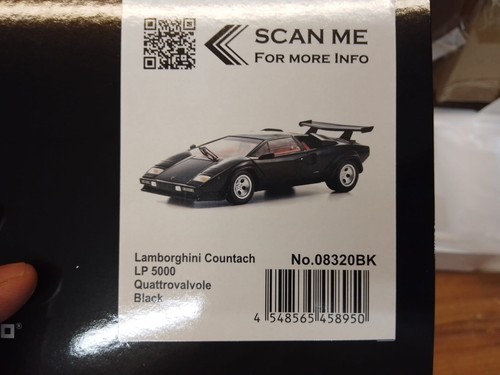 SCAN ME
FOR MORE INFO
Lamborghini Countach
LP 5000
Quattrovalvole
Black
No.08320BK
4 548565 458950